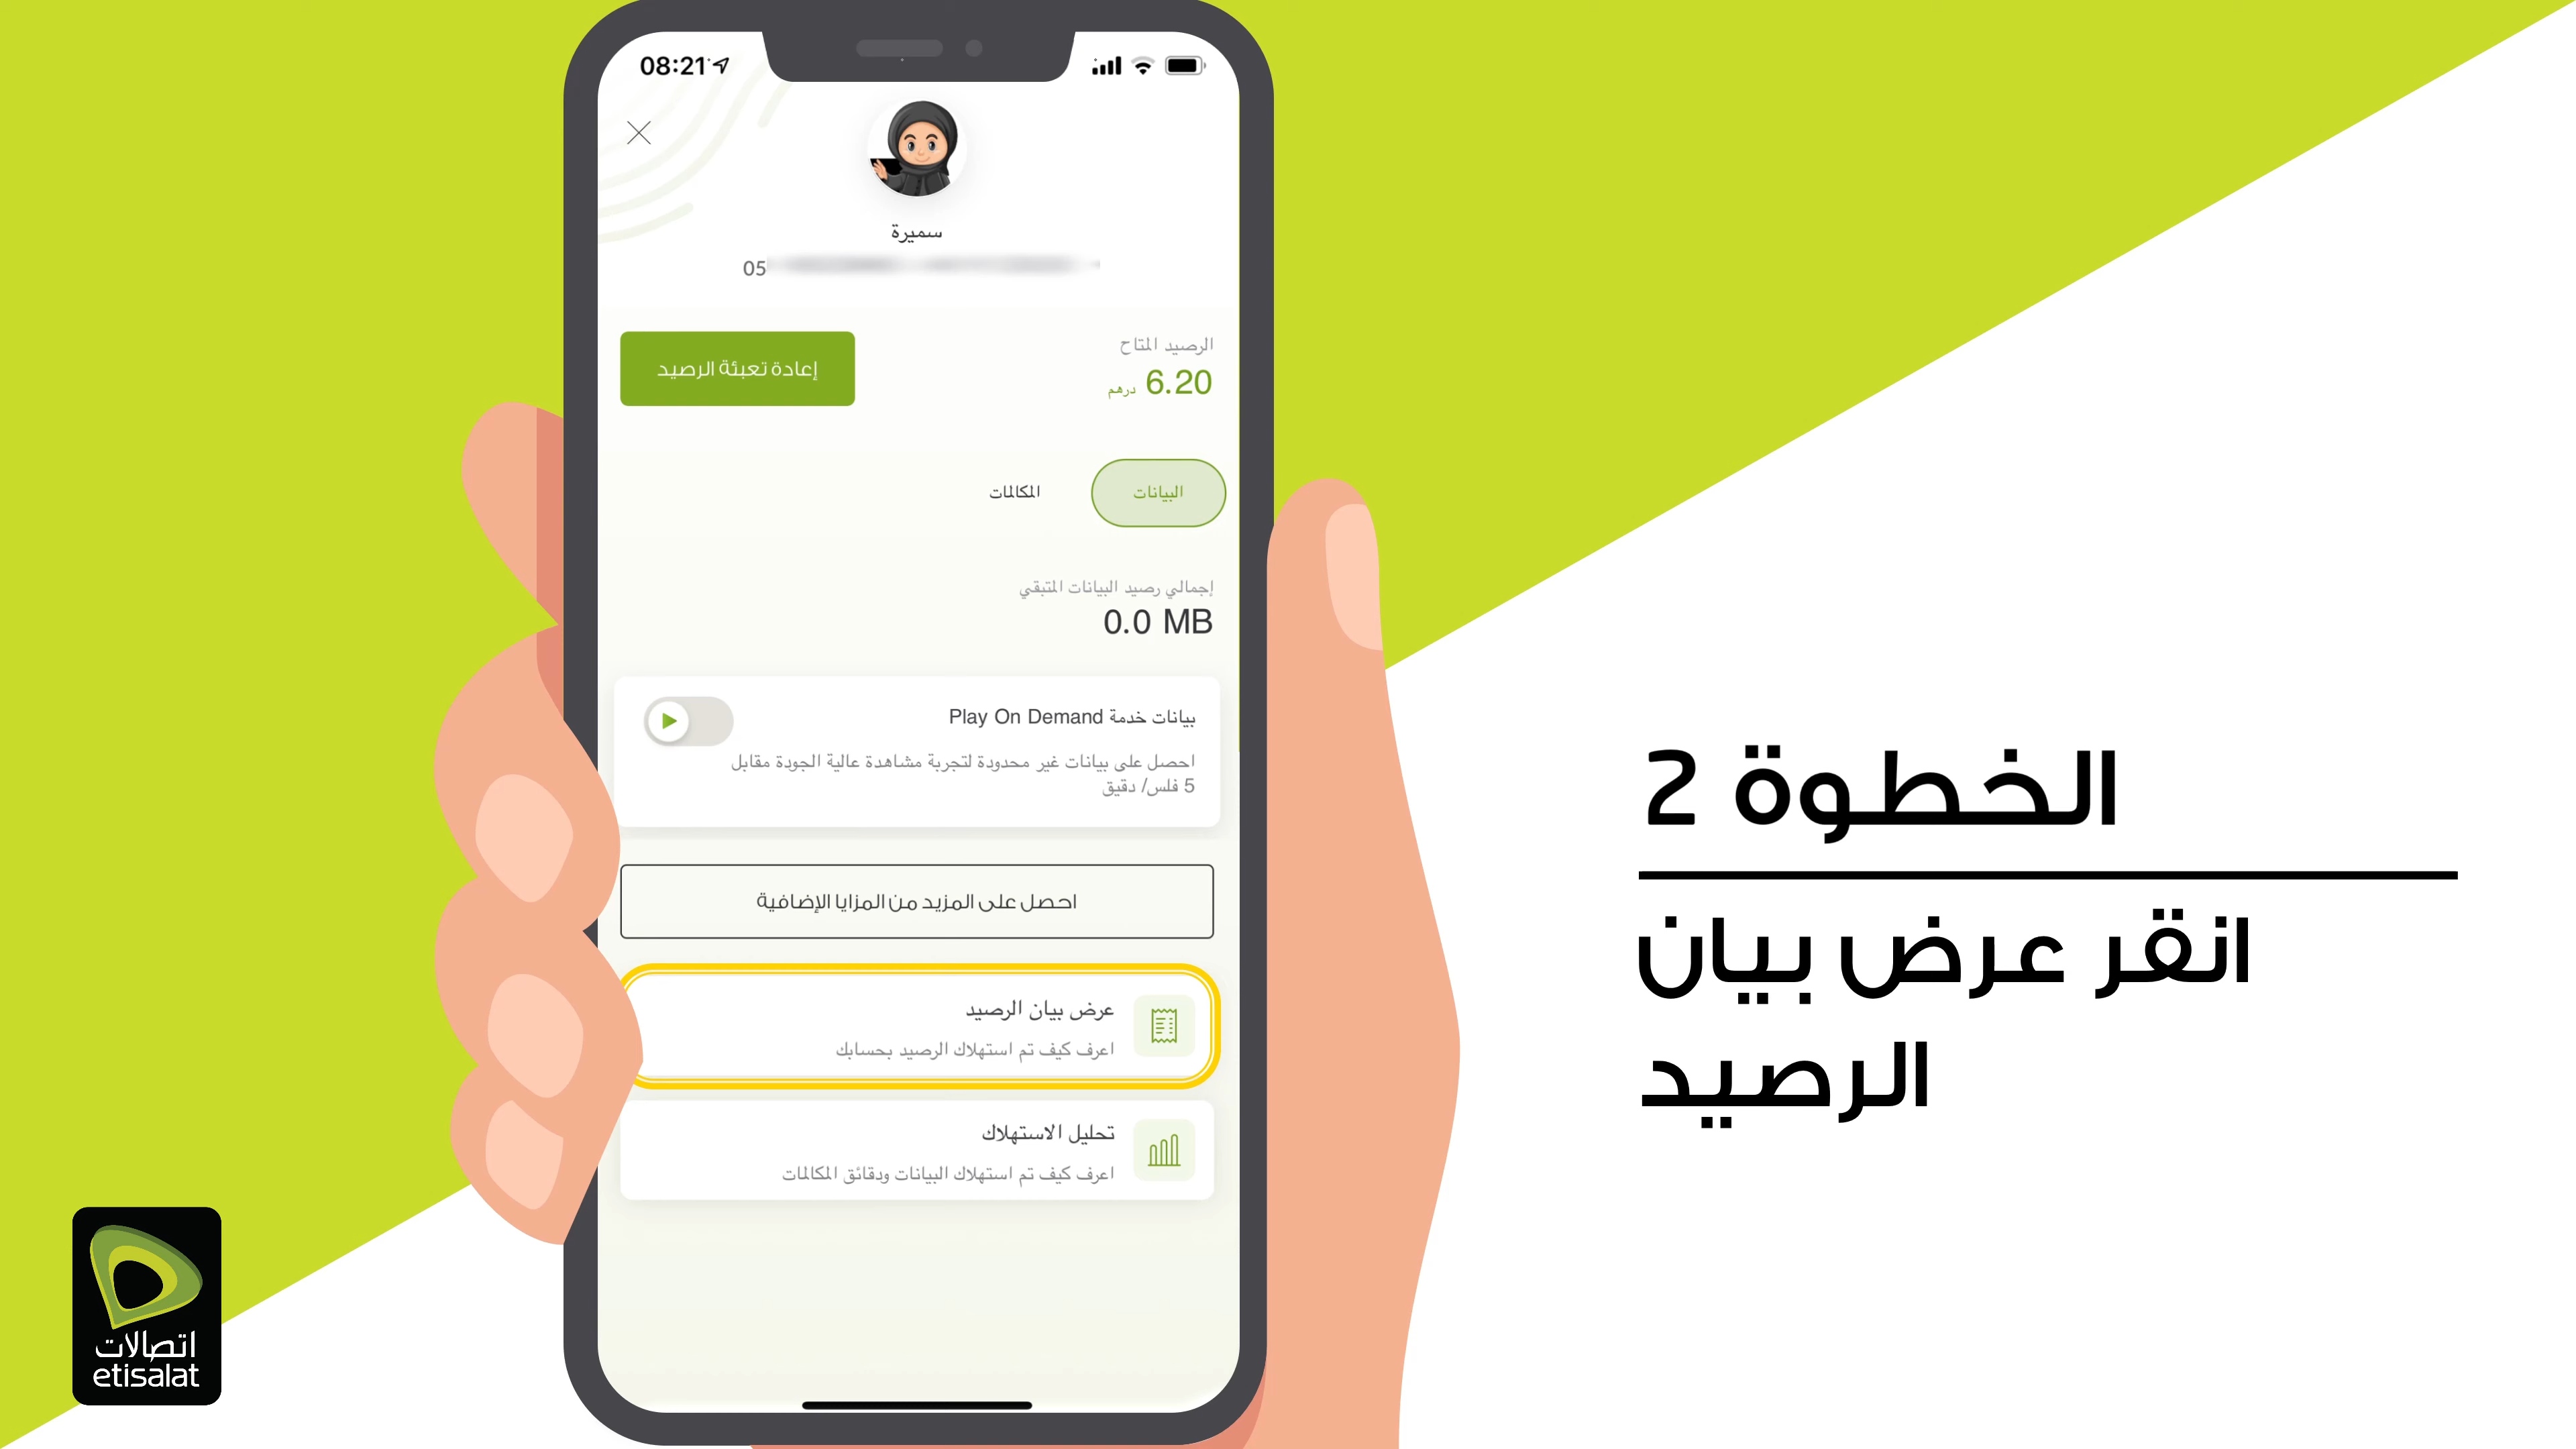 08:21
سميرة
05
الرصيد المتاح
6.20 درهم
إعادة تعبئة الرصيد
البيانات
المكالمات
إجمالي رصيد البيانات المتبقي
0.0 MB
بيانات خدمة Play On Demand
احصل على بيانات غير محدودة لتجربة مشاهدة عالية الجودة مقابل
5 فلس/ دقيق
احصل على المزيد من المزايا الإضافية
عرض بيان الرصيد
اعرف كيف تم استهلاك الرصيد بحسابك
تحليل الاستهلاك
اعرف كيف تم استهلاك البيانات ودقائق المكالمات
الخطوة 2
انقر عرض بيان
الرصيد
اتصالات
etisalat